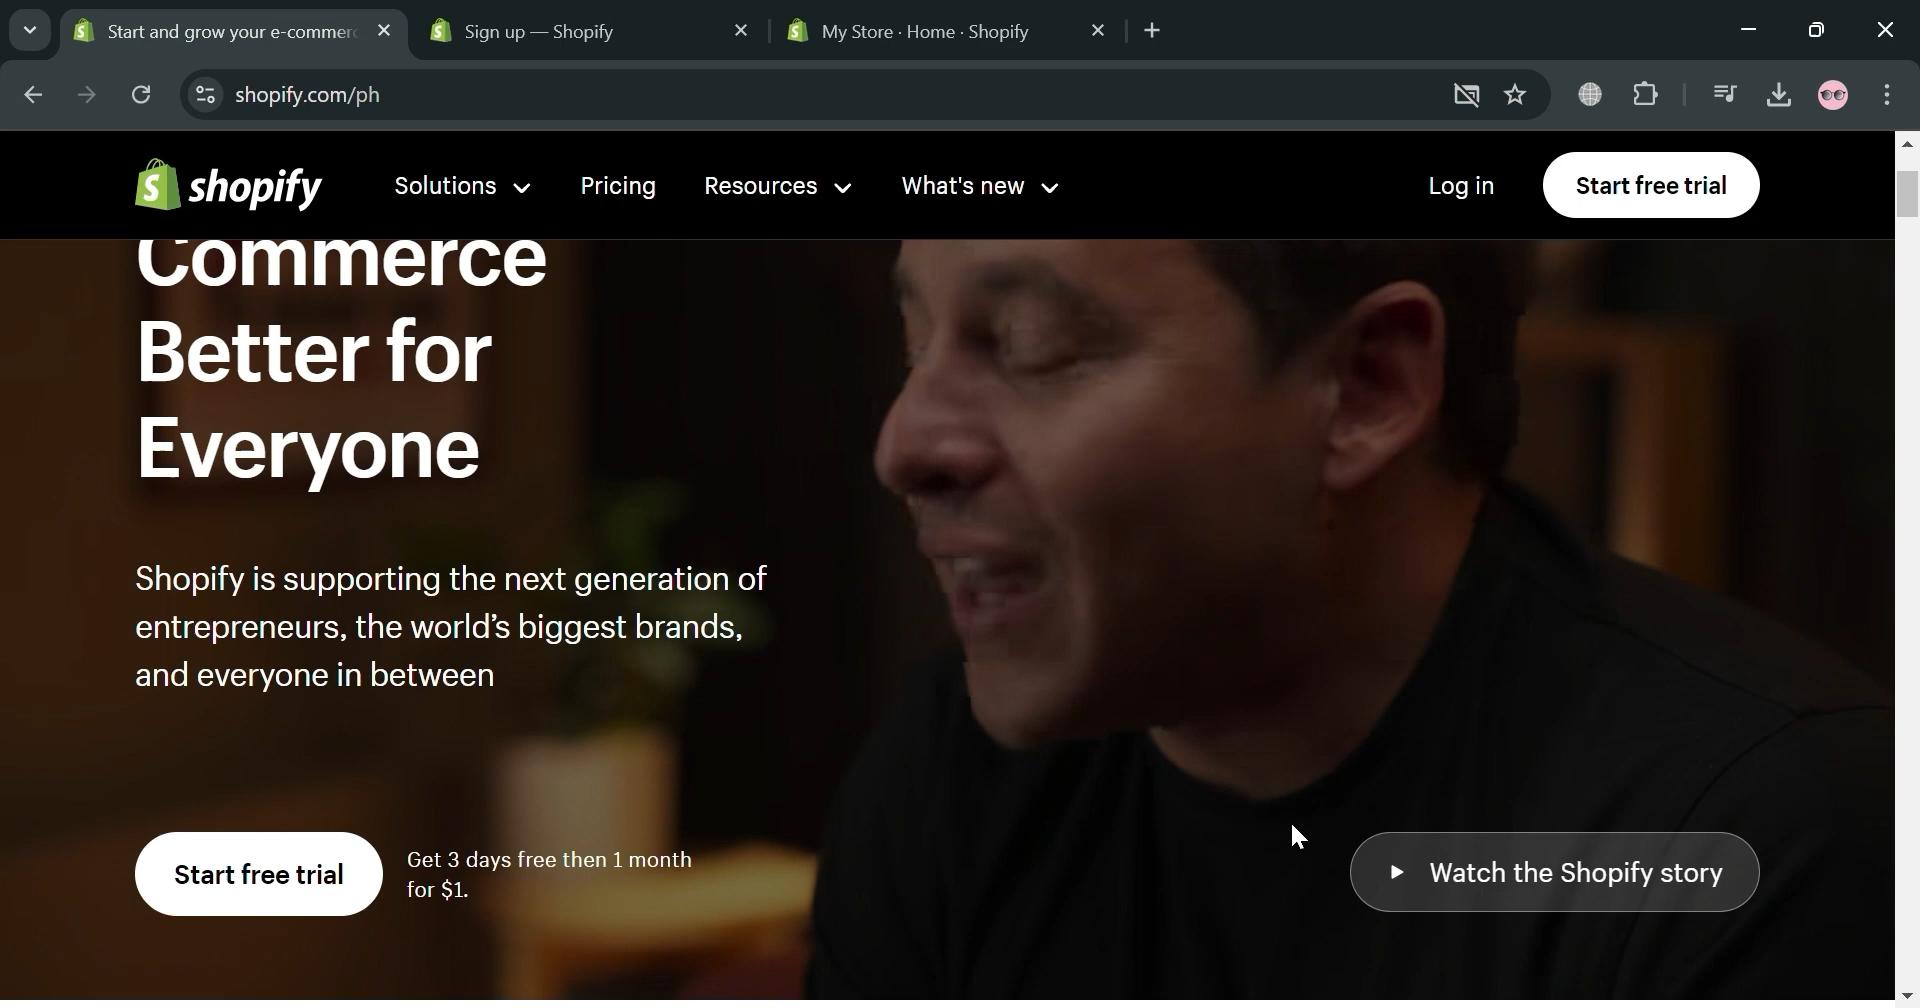 Start and grow your e-commerc
Sign up — Shopify
My Store · Home · Shopify
shopify.com/ph
shopify
Solutions
Pricing
Resources
What's new
Log in
Start free trial
Commerce
Better for
Everyone
Shopify is supporting the next generation of
entrepreneurs, the world's biggest brands,
and everyone in between
Start free trial
Get 3 days free then 1 month
for $1.
Watch the Shopify story